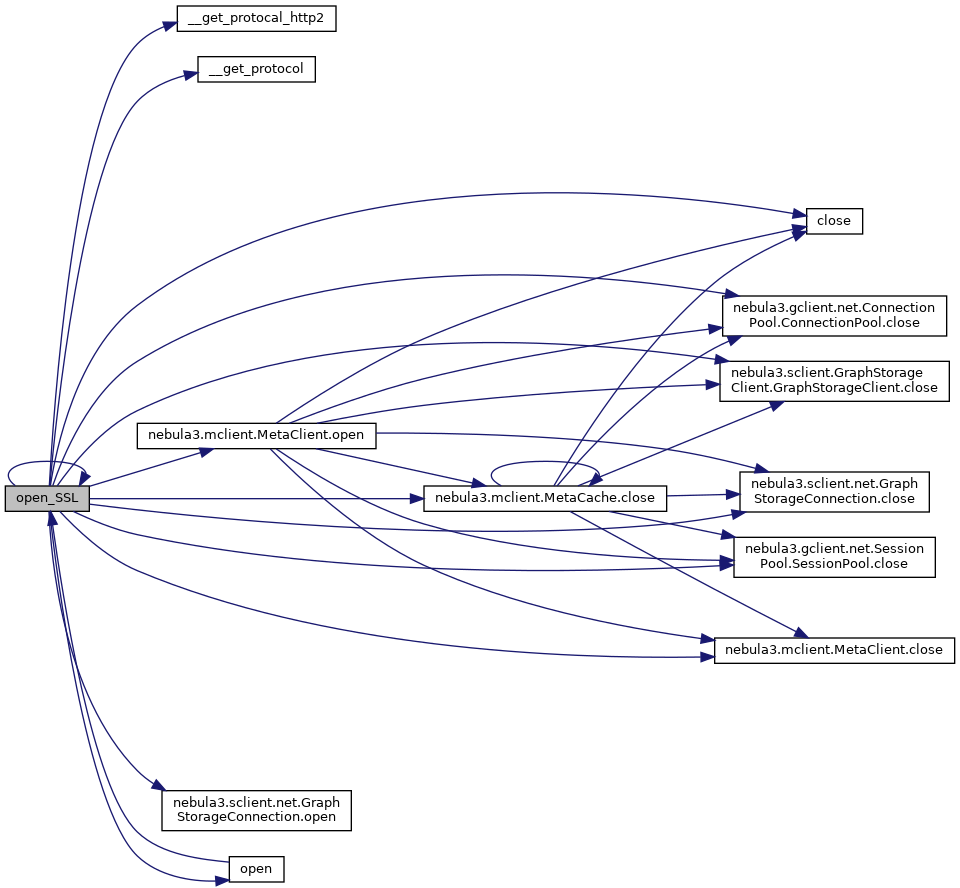 __get_protocal_http2
__get_protocol
close
nebula3.gclient.net.Connection
Pool.ConnectionPool.close
nebula3.sclient.GraphStorage
Client.GraphStorageClient.close
nebula3.mclient.MetaClient.open
open_SSL
nebula3.mclient.MetaCache.close
nebula3.sclient.net.Graph
StorageConnection.close
nebula3.gclient.net.Session
Pool.SessionPool.close
nebula3.mclient.MetaClient.close
nebula3.sclient.net.Graph
StorageConnection.open
open